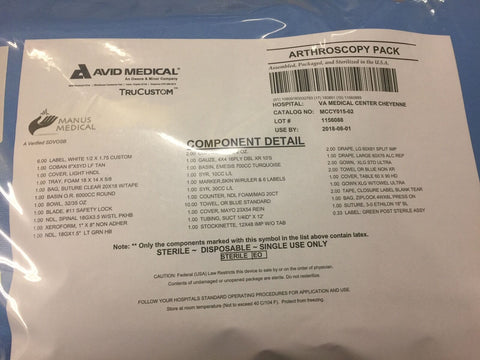 AVID MEDICAL
An Owens & Minor Company
TRUCUSTOM
MANUS
MEDICAL
A Verified SDVOSB
ARTHROSCOPY PACK
Assembled, Packaged, and Sterilized in the U.S.A.
HOSPITAL: VA MEDICAL CENTER CHEYENNE
CATALOG NO: MCCY015-02
LOT # 1156088
USE BY: 2018-06-01
COMPONENT DETAIL
6.00 LABEL, WHITE 1/2 X 1.75 CUSTOM
1.00 COBAN 6"X5YD LF TAN
1.00 COVER, LIGHT HNDL
1.00 TRAY, FOAM 18 X 14 X 5/8
1.00 BAG, SUTURE CLEAR 20X18 W/TAPE
1.00 BASIN O/R, 6000CC ROUND
1.00 BOWL, 32/35 OZ
1.00 BLADE, #11 SAFETY LOCK
1.00 NDL, SPINAL 18GX3.5 W/STL PKHB
1.00 XEROFORM, 1" X 8" NON ADHER
1.00 NDL, 18GX1.5" LT GRN HB
1.00 GAUZE, 4X4 16PLY DBL XR 10'S
1.00 BASIN, EMESIS 700CC TURQUOISE
1.00 SYR, 10CC L/L
1.00 MARKER,SKIN W/RULER & 6 LABELS
1.00 SYR, 30CC L/L
1.00 COUNTER, NDL FOAM/MAG 20CT
10.00 TOWEL, OR BLUE STANDARD
1.00 COVER, MAYO 23X54 REIN
1.00 TUBING, SUCT 1/4ID" X 12'
1.00 STOCKINETTE, 12X48 IMP W/O TAB
2.00 DRAPE, LG 60X81 SPLIT IMP
1.00 GOWN, XLG STD ULTRA
2.00 TOWEL OR BLUE NON XR
1.00 COVER, TABLE 60 X 90 HD
1.00 GOWN XLG W/TOWEL ULTRA
2.00 TAPE, CLOSURE LABEL BLANK TEAR
1.00 BAG, ZIPLOCK 4WX6L PRESS ON
1.00 SUTURE, 3-0 ETHILON 18" BL
0.23 LABEL, GREEN POST STERILE ASSY
Note: ** Only the components marked with this symbol in the list above contain latex.
STERILE ~ DISPOSABLE ~ SINGLE USE ONLY
STERILE EO
CAUTION: Federal (USA) Law Restricts this device to sale by or on the order of physician.
Contents of undamaged or unopened package are sterile. Do not resterilize.
FOLLOW YOUR HOSPITALS STANDARD OPERATING PROCEDURES FOR APPLICATION AND USE.
Store at room temperature (Not to exceed 40 C/104 F). Protect from freezing.